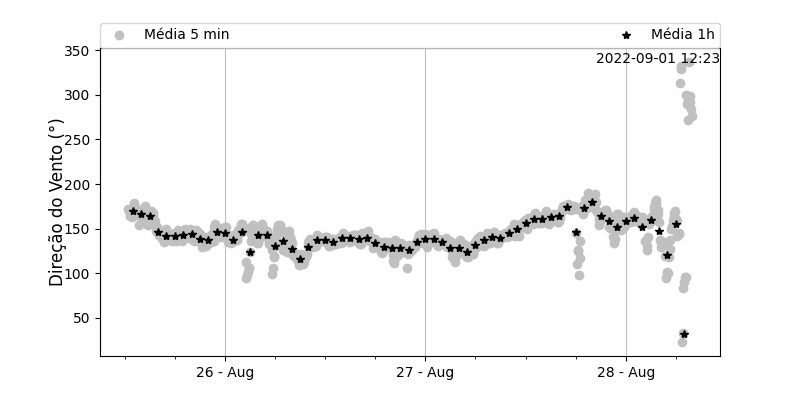 Média 5 min
Média 1h
2022-09-01 12:23
Direção do Vento (°)
350
300
250
200
150
100
50
26 - Aug
27 - Aug
28 - Aug